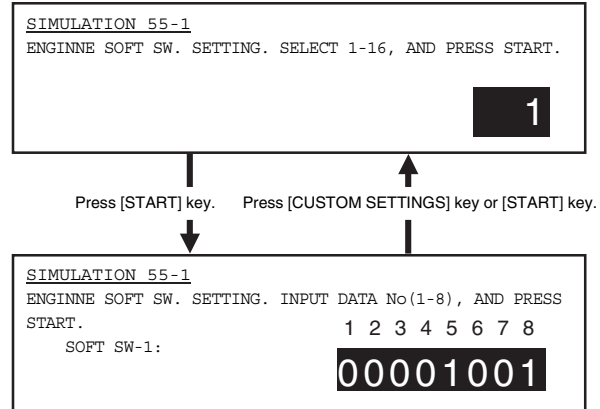 SIMULATION 55-1
ENGINNE SOFT SW. SETTING. SELECT 1-16, AND PRESS START.
1
Press [START] key.
Press [CUSTOM SETTINGS] key or [START] key.
SIMULATION 55-1
ENGINNE SOFT SW. SETTING. INPUT DATA No(1-8), AND PRESS
START.
1 2 3 4 5 6 7 8
SOFT SW-1:
00001001